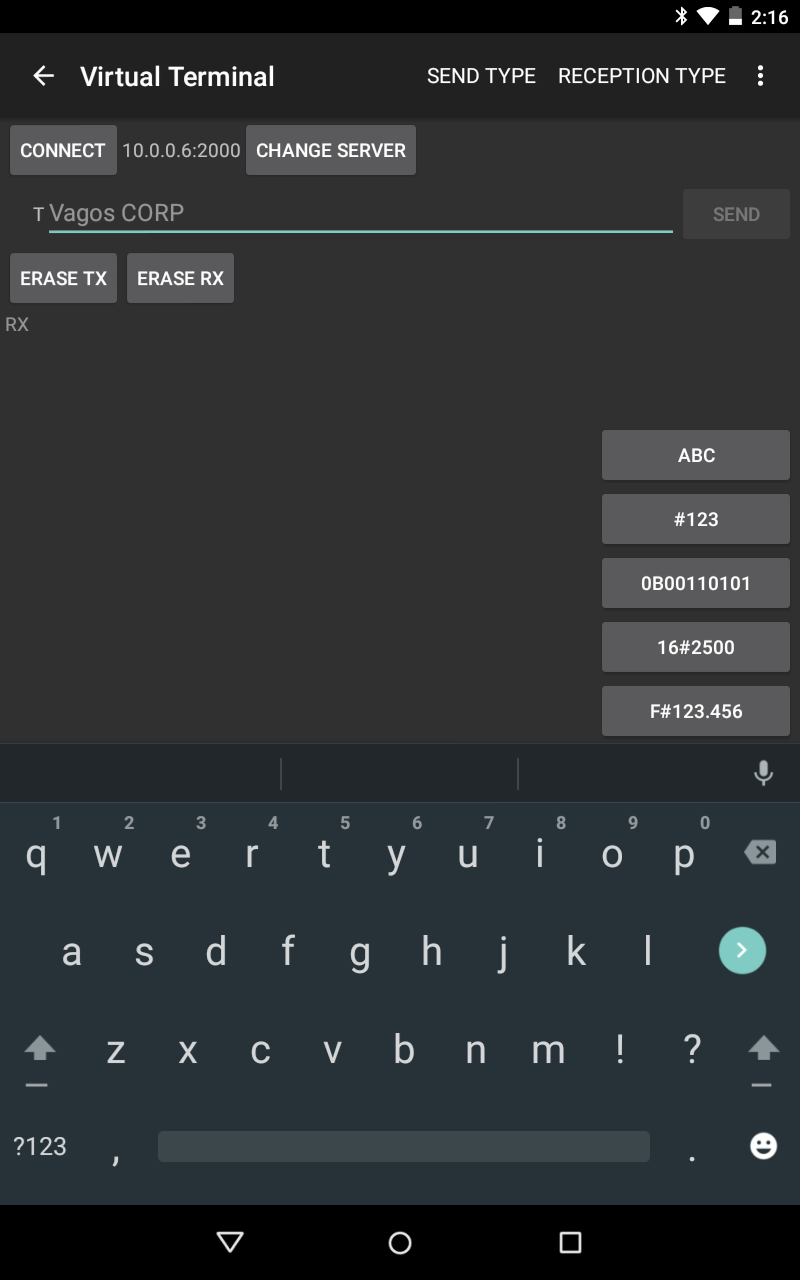 2:16
Virtual Terminal SEND TYPE RECEPTION TYPE
CONNECT 10.0.0.6:2000 CHANGE SERVER
T Vagos CORP SEND
ERASE TX ERASE RX
RX
ABC
#123
0B00110101
16#2500
F#123.456
1 2 3 4 5 6 7 8 9 0
q w e r t y u i o p
a s d f g h j k l
z x c v b n m ! ?
?123 , .